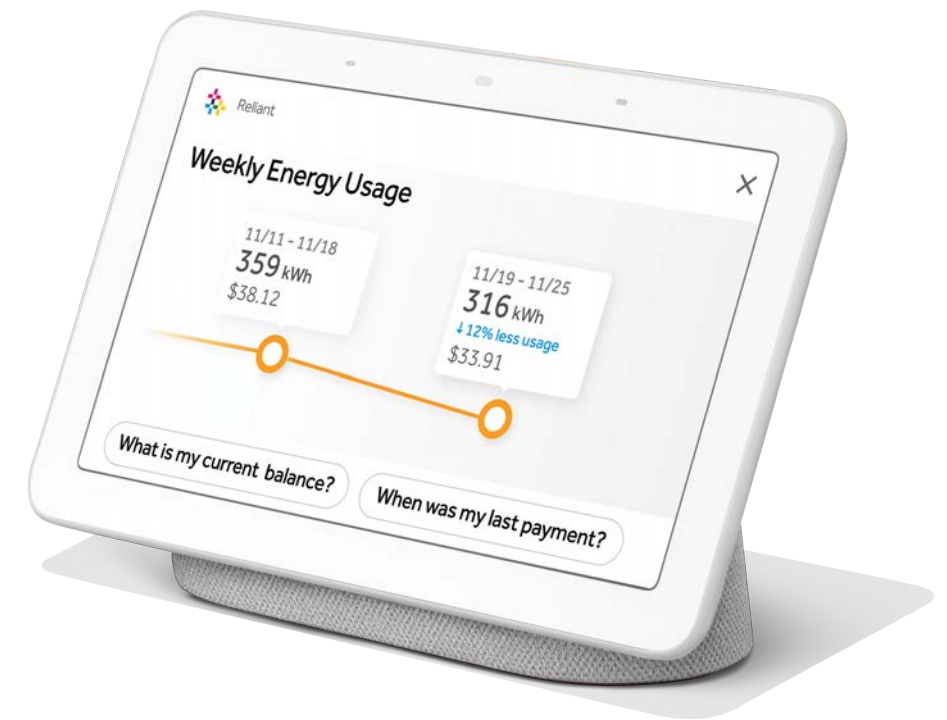 Reliant
Weekly Energy Usage
11/11 - 11/18
359 kWh
$38.12
11/19 - 11/25
316 kWh
↓12% less usage
$33.91
What is my current balance?
When was my last payment?